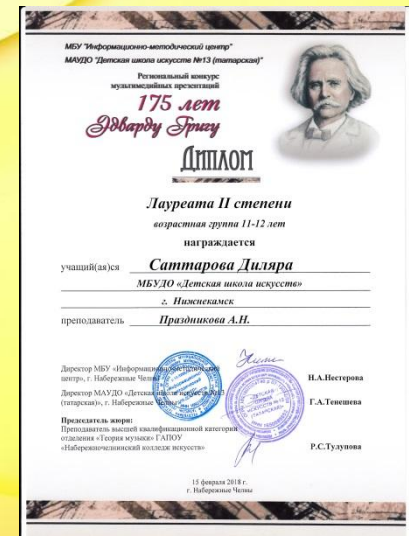 МБУ "Информационно-методический центр"
МАУДО "Детская школа искусств №13 (татарская)"
Региональный конкурс
мультимедийных презентаций
175 лет
Эдварду Григу
ДИПЛОМ
Лауреата II степени
возрастная группа 11-12 лет
награждается
учащий(ая)ся Саттарова Диляра
МБУДО «Детская школа искусств»
г. Нижнекамск
преподаватель Праздникова А.Н.
Директор МБУ «Информационно-методический
центр», г. Набережные Челны Н.А.Нестерова
Директор МАУДО «Детская школа искусств №13
(татарская)», г. Набережные Челны Г.А.Тенешева
Председатель жюри:
Преподаватель высшей квалификационной категории
отделения «Теория музыки» ГАПОУ
«Набережночелнинский колледж искусств» Р.С.Тулупова
15 февраля 2018 г.
г. Набережные Челны